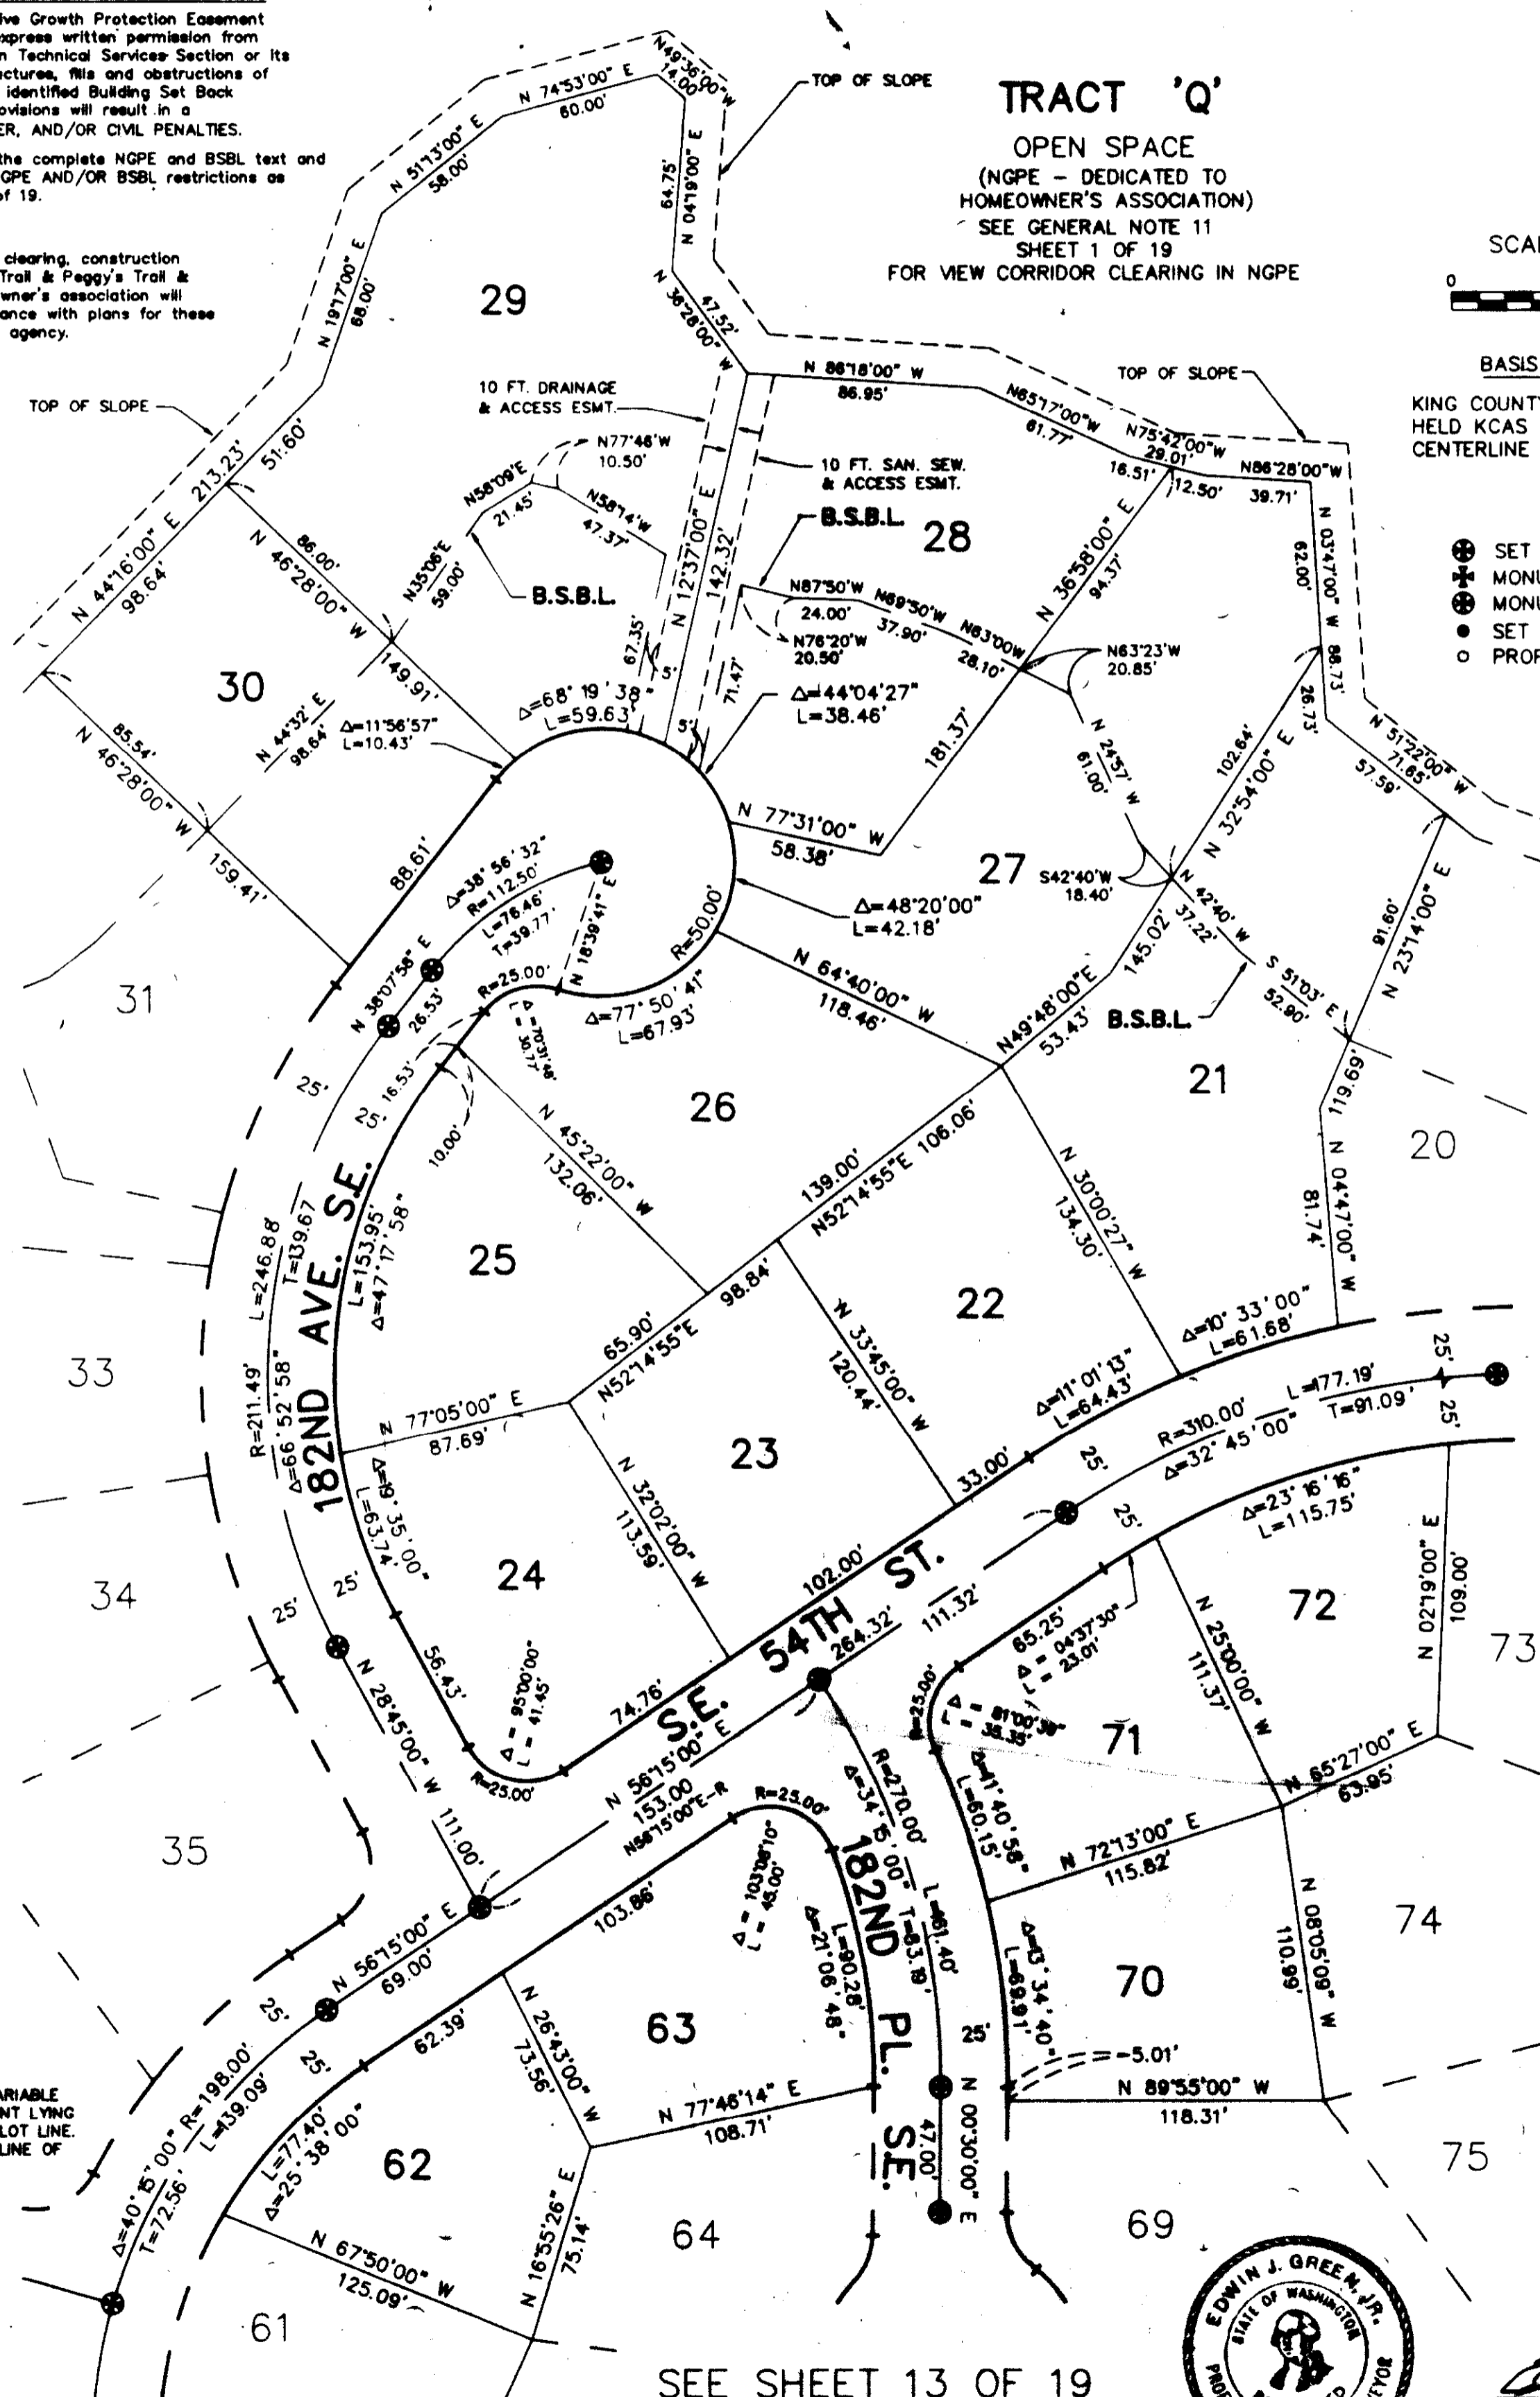 ive Growth Protection Easement
express written permission from
n Technical Services Section or its
uctures, fills and obstructions of
identified Building Set Back
ovisions will result in a
ER, AND/OR CIVIL PENALTIES.
the complete NGPE and BSBL text and
GPE AND/OR BSBL restrictions as
of 19.
clearing, construction
Trail & Peggy's Trail &
wner's association will
ance with plans for these
agency.
TRACT 'Q'
OPEN SPACE
(NGPE – DEDICATED TO
HOMEOWNER'S ASSOCIATION)
SEE GENERAL NOTE 11
SHEET 1 OF 19
FOR VIEW CORRIDOR CLEARING IN NGPE
SCAL
0
BASIS
KING COUNTY
HELD KCAS
CENTERLINE
SET
MONU
MONU
SET
PROP
TOP OF SLOPE
N49°36'00"W
14.00'
N 74°53'00" E
60.00'
N 51°13'00" E
58.00'
64.75'
N 04°19'00" E
N 19°17'00" E
68.00'
29
47.52'
N 36°28'00" W
N 86°18'00" W
86.95'
TOP OF SLOPE
N65°17'00"W
61.77'
N75°42'00"W
29.01'
16.51'
12.50'
N86°28'00"W
39.71'
TOP OF SLOPE
10 FT. DRAINAGE
& ACCESS ESMT.
N77°46'W
10.50'
10 FT. SAN. SEW.
& ACCESS ESMT.
B.S.B.L.
28
51.60'
213.23'
N 44°16'00" E
98.64'
86.00'
N 46°28'00" W
149.91'
N58°09'E
21.45'
N58°14'W
47.37'
N35°06'E
59.00'
B.S.B.L.
N 12°37'00" E
142.32'
67.35'
71.47'
5'
5'
N87°50'W
24.00'
N69°50'W
37.90'
N63°00'W
28.10'
N76°20'W
20.50'
N63°23'W
20.85'
N 36°58'00" E
94.37'
181.37'
N 03°47'00" W
62.00'
88.73'
26.73'
N 51°22'00" W
71.65'
57.59'
30
N 44°32' E
98.64'
85.54'
N 46°28'00" W
159.41'
Δ=11°56'57"
L=10.43'
Δ=68°19'38"
L=59.63'
Δ=44°04'27"
L=38.46'
N 24°57' W
61.00'
102.64'
N 32°54'00" E
88.61'
Δ=38°56'32"
R=112.50'
L=76.46'
T=39.77'
N 18°39'41" E
R=50.00'
N 77°31'00" W
58.38'
Δ=48°20'00"
L=42.18'
27
S42°40'W
18.40'
N 42°40' W
37.22'
145.02'
S 51°03' E
52.90'
91.60'
N 23°14'00" E
119.69'
31
N 38°07'58" E
26.53'
R=25.00'
Δ=70°31'48"
L=30.77'
Δ=77°50'41"
L=67.93'
N 64°40'00" W
118.46'
N49°48'00"E
53.43'
B.S.B.L.
25'
25'
16.53'
10.00'
26
21
20
N 45°22'00" W
132.06'
139.00'
N52°14'55"E 106.06'
N 30°00'27" W
134.30'
N 04°47'00" W
81.74'
182ND AVE. S.E.
L=246.88'
T=139.67
L=153.95'
Δ=47°17'58"
R=211.49'
Δ=66°52'58"
25
65.90'
98.84'
N52°14'55"E
22
N 33°45'00" W
120.44'
Δ=11°01'13"
L=64.43'
Δ=10°33'00"
L=61.68'
33
N 77°05'00" E
87.69'
23
33.00'
25'
25'
R=310.00'
L=177.19'
Δ=32°45'00"
T=91.09'
25'
25'
Δ=19°35'00"
L=63.74'
N 32°02'00" W
113.59'
24
34
25'
25'
102.00'
S.E. 54TH ST.
264.32'
111.32'
Δ=23°16'16"
L=115.75'
72
N 02°19'00" E
109.00'
73
56.43'
Δ = 95°00'00"
L = 41.45'
R=25.00'
74.76'
65.25'
Δ = 04°37'30"
L = 23.01'
N 25°00'00" W
111.37'
R=25.00'
Δ = 81°00'39"
L = 35.35'
71
N 28°45'00" W
111.00'
N 56°15'00" E
153.00
N56°15'00"E-R
R=25.00'
R=270.00'
Δ=34°15'00"
L=161.40'
T=83.19'
Δ=41°40'58"
L=60.15'
N 65°27'00" E
63.95'
N 72°13'00" E
115.82'
35
103.86'
Δ = 103°08'10"
L = 45.00'
182ND PL. S.E.
L=90.28'
Δ=21°06'48"
Δ=13°34'40"
L=69.91'
N 08°05'09" W
110.99'
74
70
N 56°15'00" E
69.00'
25'
25'
62.39'
N 26°43'00" W
73.56'
63
25'
5.01'
N 89°55'00" W
118.31'
N 77°46'14" E
108.71'
47.00'
N 00°30'00" E
R=198.00'
L=139.09'
Δ=40°15'00"
T=72.56'
L=77.40'
Δ=25°38'00"
62
75
ARIABLE
NT LYING
LOT LINE.
LINE OF
N 67°50'00" W
125.09'
N 16°55'26" E
75.14'
64
69
61
SEE SHEET 13 OF 19
EDWIN J. GREEN, JR.
STATE OF WASHINGTON